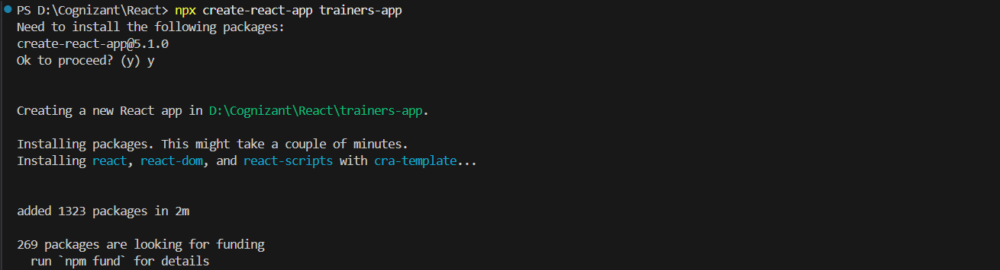 PS D:\Cognizant\React> npx create-react-app trainers-app
Need to install the following packages:
create-react-app@5.1.0
Ok to proceed? (y) y
Creating a new React app in D:\Cognizant\React\trainers-app.
Installing packages. This might take a couple of minutes.
Installing react, react-dom, and react-scripts with cra-template...
added 1323 packages in 2m
269 packages are looking for funding
  run `npm fund` for details